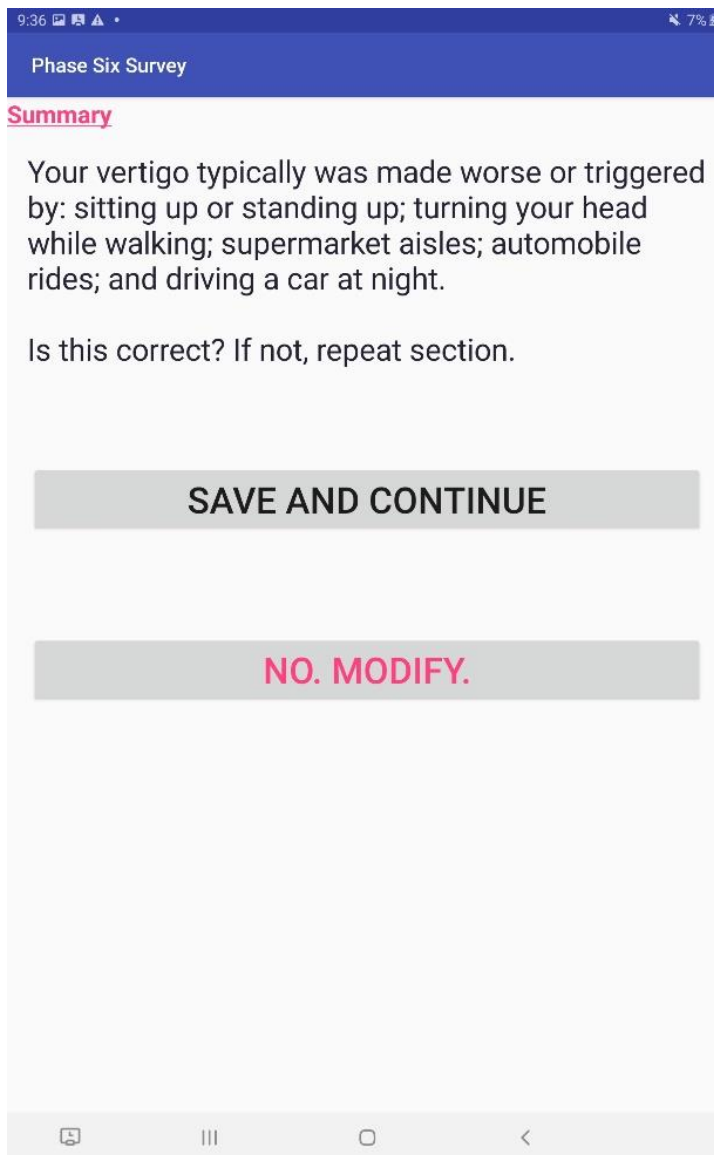 9:36
7%
Phase Six Survey
Summary
Your vertigo typically was made worse or triggered
by: sitting up or standing up; turning your head
while walking; supermarket aisles; automobile
rides; and driving a car at night.
Is this correct? If not, repeat section.
SAVE AND CONTINUE
NO. MODIFY.